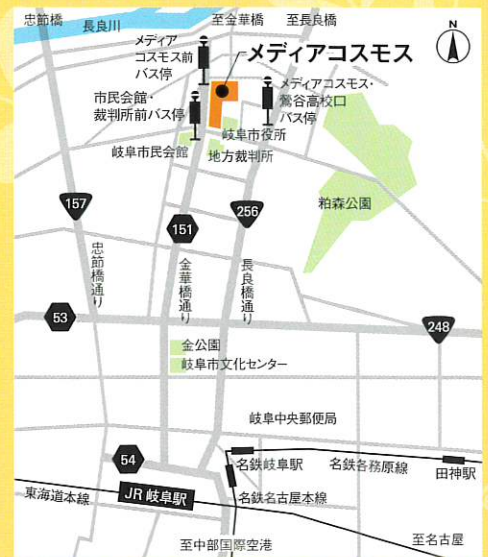 忠節橋
長良川
至金華橋
至長良橋
N
メディア
コスモス前
バス停
メディアコスモス
市民会館・
裁判所前バス停
メディアコスモス・
鶯谷高校口
バス停
岐阜市役所
岐阜市民会館
地方裁判所
粕森公園
157
151
256
忠節橋通り
金華橋通り
長良橋通り
53
248
金公園
岐阜市文化センター
岐阜中央郵便局
54
名鉄岐阜駅
名鉄各務原線
田神駅
東海道本線
JR岐阜駅
名鉄名古屋本線
至中部国際空港
至名古屋